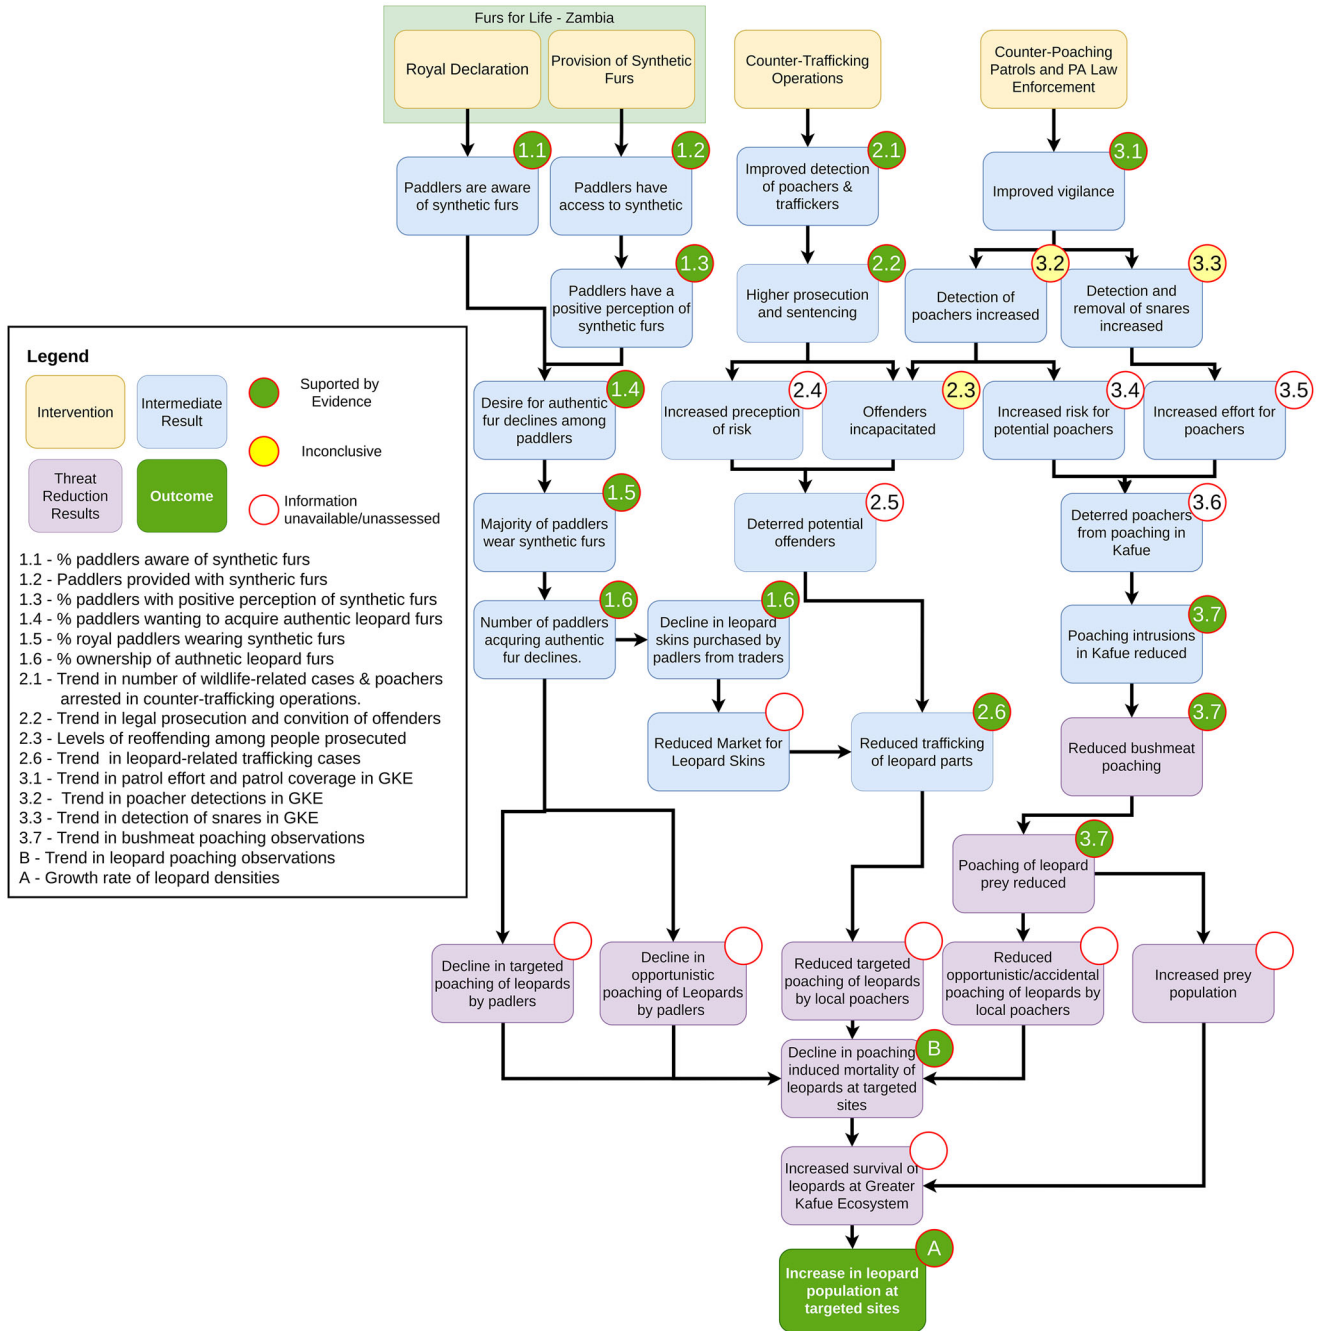 Furs for Life - Zambia
Royal Declaration
Provision of Synthetic
Furs
Counter-Trafficking
Operations
Counter-Poaching
Patrols and PA Law
Enforcement
1.1
1.2
2.1
3.1
Paddlers are aware
of synthetic furs
Paddlers have
access to synthetic
Improved detection
of poachers &
traffickers
Improved vigilance
1.3
2.2
3.2
3.3
Paddlers have a
positive perception of
synthetic furs
Higher prosecution
and sentencing
Detection of
poachers increased
Detection and
removal of snares
increased
Legend
Intervention
Intermediate
Result
Threat
Reduction
Results
Outcome
Suported by
Evidence
Inconclusive
Information
unavailable/unassessed
1.1 - % paddlers aware of synthetic furs
1.2 - Paddlers provided with syntheric furs
1.3 - % paddlers with positive perception of synthetic furs
1.4 - % paddlers wanting to acquire authentic leopard furs
1.5 - % royal paddlers wearing synthetic furs
1.6 - % ownership of authnetic leopard furs
2.1 - Trend in number of wildlife-related cases & poachers
arrested in counter-trafficking operations.
2.2 - Trend in legal prosecution and convition of offenders
2.3 - Levels of reoffending among people prosecuted
2.6 - Trend in leopard-related trafficking cases
3.1 - Trend in patrol effort and patrol coverage in GKE
3.2 - Trend in poacher detections in GKE
3.3 - Trend in detection of snares in GKE
3.7 - Trend in bushmeat poaching observations
B - Trend in leopard poaching observations
A - Growth rate of leopard densities
1.4
2.4
2.3
3.4
3.5
Desire for authentic
fur declines among
paddlers
Increased preception
of risk
Offenders
incapacitated
Increased risk for
potential poachers
Increased effort for
poachers
1.5
2.5
3.6
Majority of paddlers
wear synthetic furs
Deterred potential
offenders
Deterred poachers
from poaching in
Kafue
1.6
1.6
3.7
Number of paddlers
acquring authentic
fur declines.
Decline in leopard
skins purchased by
padlers from traders
Poaching intrusions
in Kafue reduced
2.6
3.7
Reduced Market for
Leopard Skins
Reduced trafficking
of leopard parts
Reduced bushmeat
poaching
3.7
Poaching of leopard
prey reduced
Decline in targeted
poaching of leopards
by padlers
Decline in
opportunistic
poaching of Leopards
by padlers
Reduced targeted
poaching of leopards
by local poachers
Reduced
opportunistic/accidental
poaching of leopards by
local poachers
Increased prey
population
B
Decline in poaching
induced mortality of
leopards at targeted
sites
Increased survival of
leopards at Greater
Kafue Ecosystem
A
Increase in leopard
population at
targeted sites